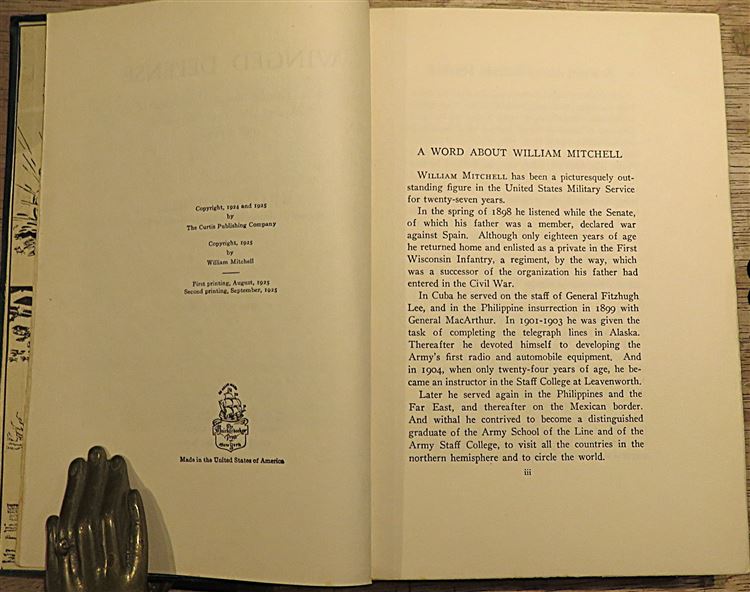 Copyright, 1924 and 1925
by
The Curtis Publishing Company
Copyright, 1925
by
William Mitchell
First printing, August, 1925
Second printing, September, 1925
The
Knickerbocker
Press
New York
Made in the United States of America
WINGED DEFENSE
A WORD ABOUT WILLIAM MITCHELL
WILLIAM MITCHELL has been a picturesquely out-
standing figure in the United States Military Service
for twenty-seven years.
In the spring of 1898 he listened while the Senate,
of which his father was a member, declared war
against Spain. Although only eighteen years of age
he returned home and enlisted as a private in the First
Wisconsin Infantry, a regiment, by the way, which
was a successor of the organization his father had
entered in the Civil War.
In Cuba he served on the staff of General Fitzhugh
Lee, and in the Philippine insurrection in 1899 with
General MacArthur. In 1901-1903 he was given the
task of completing the telegraph lines in Alaska.
Thereafter he devoted himself to developing the
Army's first radio and automobile equipment. And
in 1904, when only twenty-four years of age, he be-
came an instructor in the Staff College at Leavenworth.
Later he served again in the Philippines and the
Far East, and thereafter on the Mexican border.
And withal he contrived to become a distinguished
graduate of the Army School of the Line and of the
Army Staff College, to visit all the countries in the
northern hemisphere and to circle the world.
iii